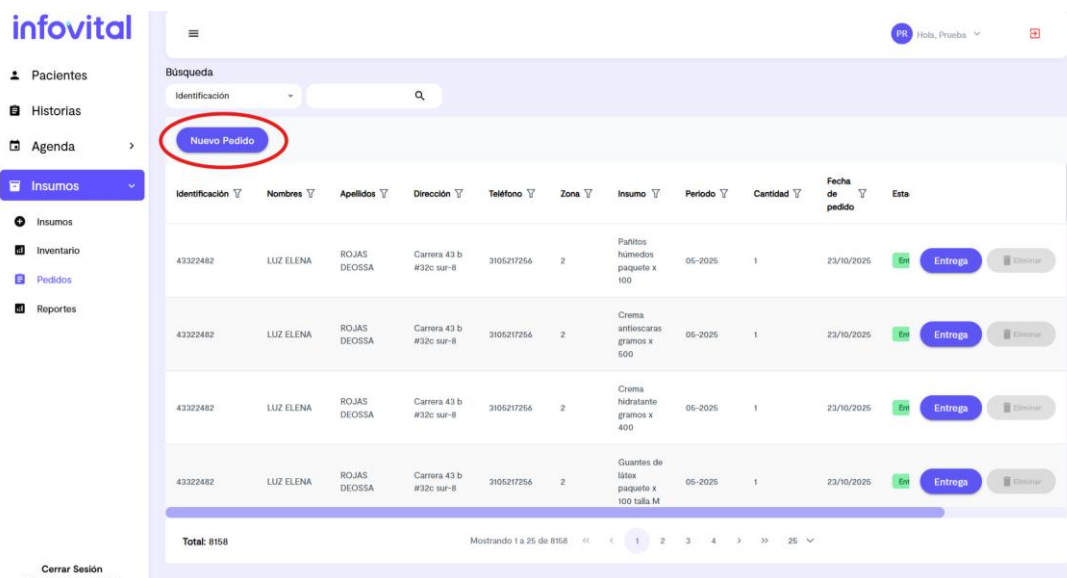 infovital
PR Hola, Prueba
Pacientes
Historias
Agenda
Insumos
Insumos
Inventario
Pedidos
Reportes
Cerrar Sesión
Búsqueda
Identificación
Nuevo Pedido
Identificación Nombres Apellidos Dirección Teléfono Zona Insumo Periodo Cantidad Fecha de pedido Esta
43322482 LUZ ELENA ROJAS DEOSSA Carrera 43 b #32c sur-8 3105217256 2 Pañitos húmedos paquete x 100 05-2025 1 23/10/2025 Ent Entrega Eliminar
43322482 LUZ ELENA ROJAS DEOSSA Carrera 43 b #32c sur-8 3105217256 2 Crema antiescaras gramos x 500 05-2025 1 23/10/2025 Ent Entrega Eliminar
43322482 LUZ ELENA ROJAS DEOSSA Carrera 43 b #32c sur-8 3105217256 2 Crema hidratante gramos x 400 05-2025 1 23/10/2025 Ent Entrega Eliminar
43322482 LUZ ELENA ROJAS DEOSSA Carrera 43 b #32c sur-8 3105217256 2 Guantes de látex paquete x 100 talla M 05-2025 1 23/10/2025 Ent Entrega Eliminar
Total: 8158
Mostrando 1 a 25 de 8158 << < 1 2 3 4 > >> 25